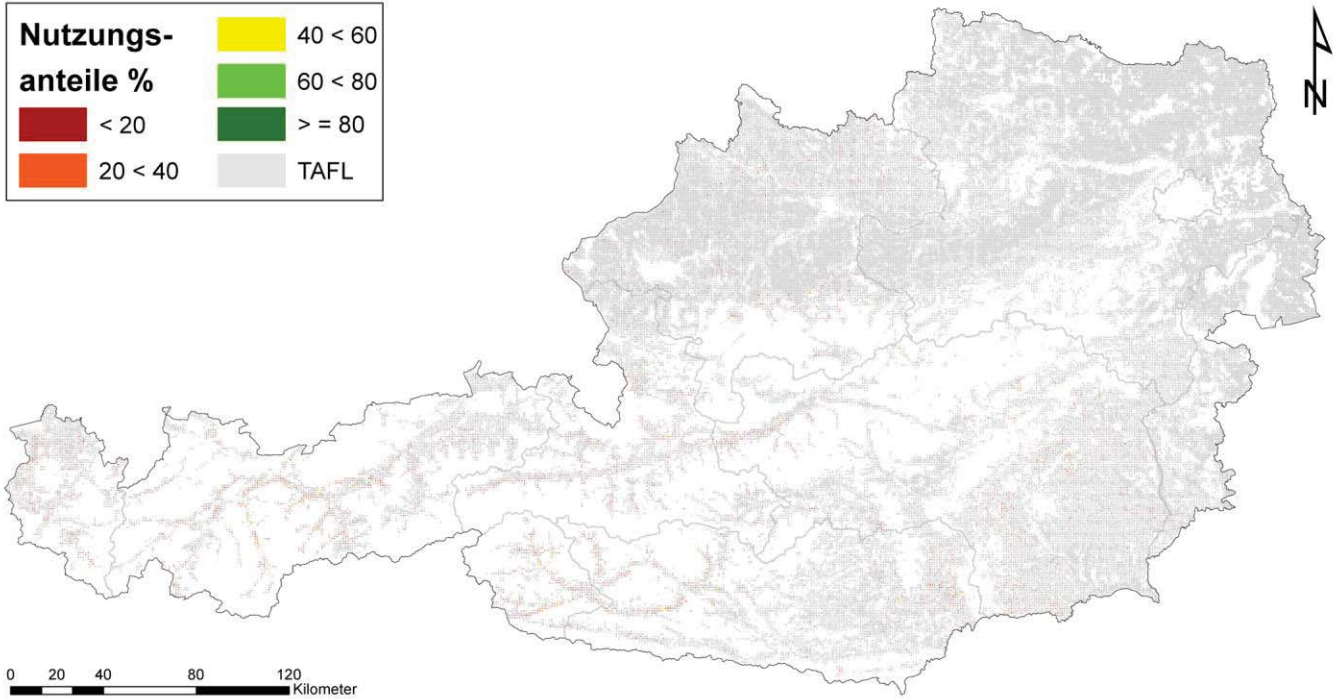 Nutzungs-
anteile %
< 20
20 < 40
40 < 60
60 < 80
> = 80
TAFL
N
0 20 40 80 120
Kilometer